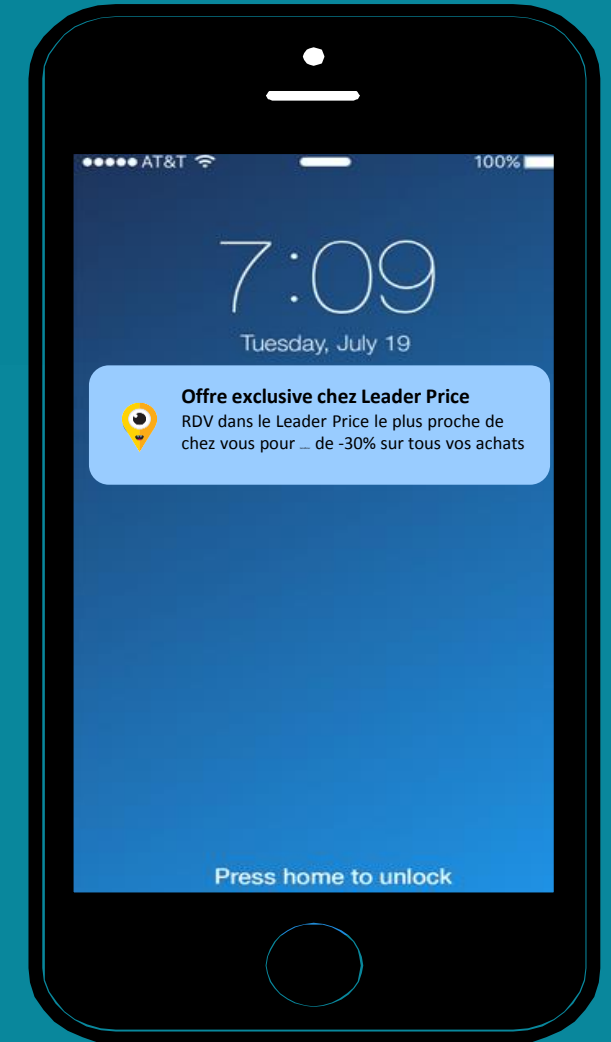 ●●●●● AT&T 100%
7:09
Tuesday, July 19
Offre exclusive chez Leader Price
RDV dans le Leader Price le plus proche de
chez vous pour de -30% sur tous vos achats
Press home to unlock